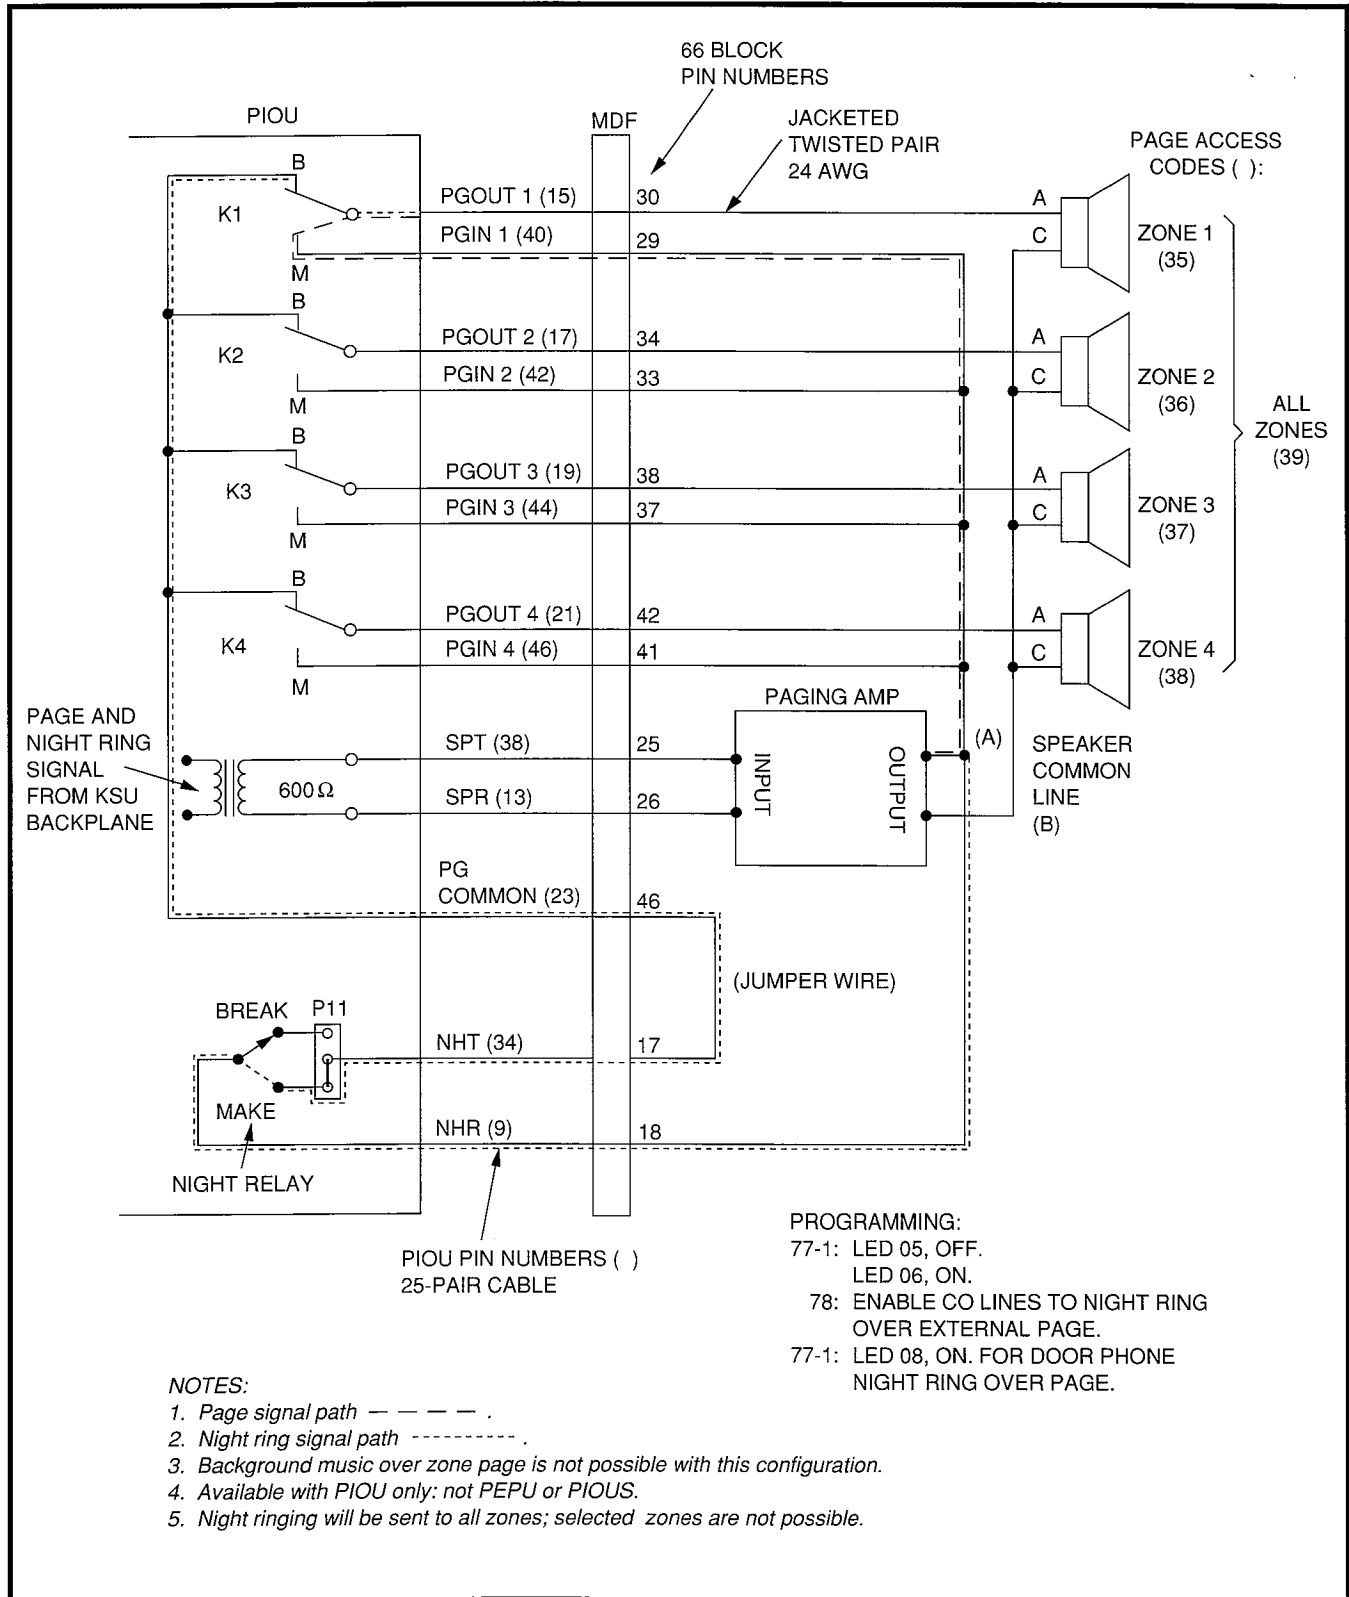 66 BLOCK
PIN NUMBERS
PIOU
MDF
JACKETED
TWISTED PAIR
24 AWG
PAGE ACCESS
CODES ( ):
B
K1
PGOUT 1 (15)
30
A
PGIN 1 (40)
29
C
ZONE 1
(35)
M
B
K2
PGOUT 2 (17)
34
A
PGIN 2 (42)
33
C
ZONE 2
(36)
M
ALL
ZONES
(39)
B
K3
PGOUT 3 (19)
38
A
PGIN 3 (44)
37
C
ZONE 3
(37)
M
B
K4
PGOUT 4 (21)
42
A
PGIN 4 (46)
41
C
ZONE 4
(38)
M
PAGE AND
NIGHT RING
SIGNAL
FROM KSU
BACKPLANE
600Ω
SPT (38)
25
SPR (13)
26
PAGING AMP
INPUT
OUTPUT
(A)
SPEAKER
COMMON
LINE
(B)
PG
COMMON (23)
46
(JUMPER WIRE)
BREAK
P11
NHT (34)
17
MAKE
NHR (9)
18
NIGHT RELAY
PIOU PIN NUMBERS ( )
25-PAIR CABLE
PROGRAMMING:
77-1: LED 05, OFF.
LED 06, ON.
78: ENABLE CO LINES TO NIGHT RING
OVER EXTERNAL PAGE.
77-1: LED 08, ON. FOR DOOR PHONE
NIGHT RING OVER PAGE.
NOTES:
1. Page signal path — — — — .
2. Night ring signal path ---------- .
3. Background music over zone page is not possible with this configuration.
4. Available with PIOU only: not PEPU or PIOUS.
5. Night ringing will be sent to all zones; selected zones are not possible.